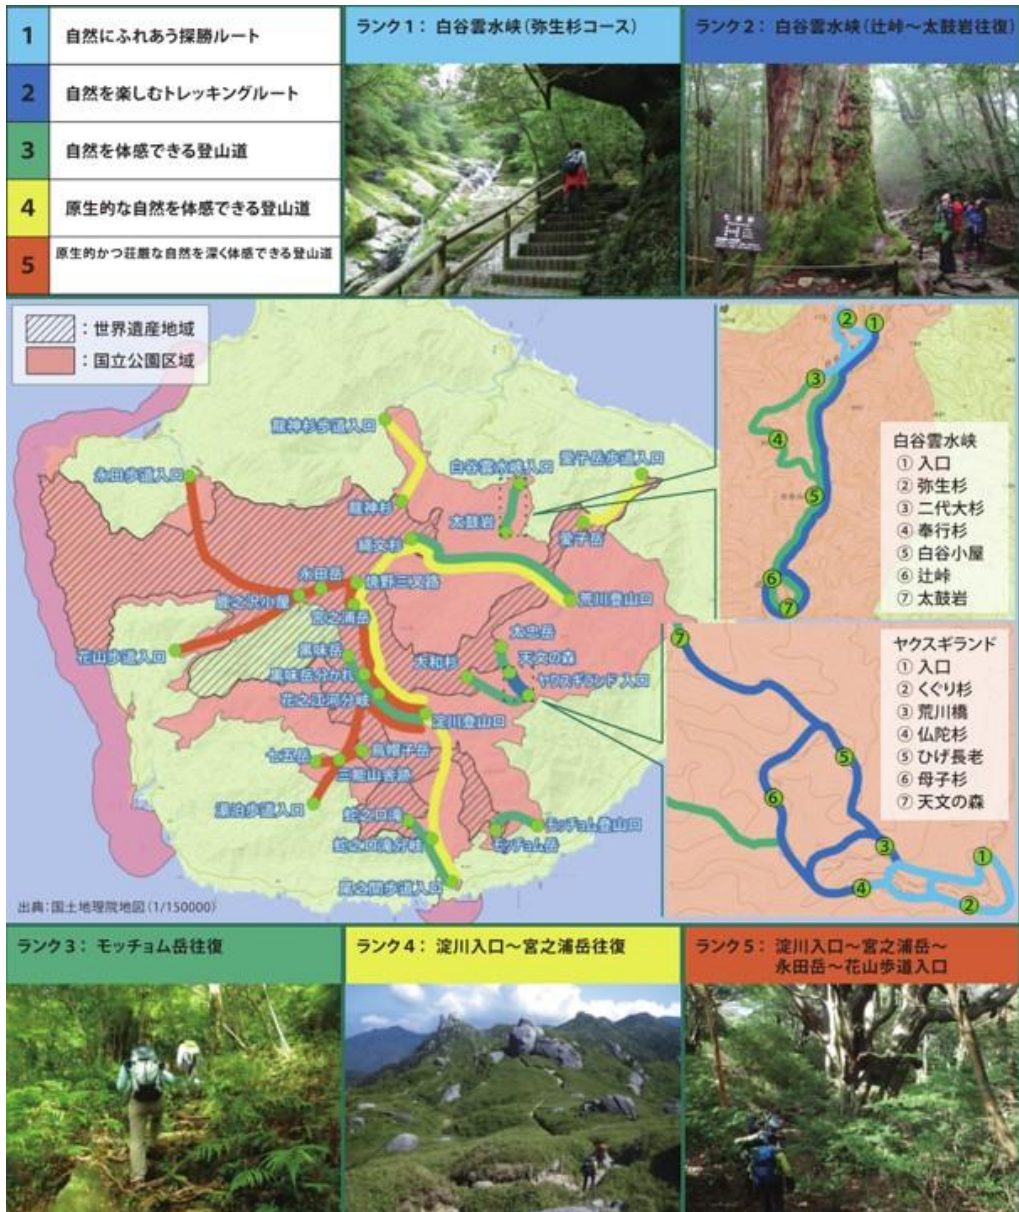 1 自然にふれあう探勝ルート
2 自然を楽しむトレッキングルート
3 自然を体感できる登山道
4 原生的な自然を体感できる登山道
5 原生的かつ荘厳な自然を深く体感できる登山道
ランク1：白谷雲水峡（弥生杉コース）
ランク2：白谷雲水峡（辻峠～太鼓岩往復）
：世界遺産地域
：国立公園区域
龍神杉歩道入口
永田歩道入口
白谷雲水峡入口
愛子岳歩道入口
龍神杉
太鼓岩
愛子岳
縄文杉
永田岳
焼野三叉路
鹿之沢小屋
荒川登山口
宮之浦岳
花山歩道入口
黒味岳
太忠岳
大和杉
天文の森
黒味岳分かれ
ヤクスギランド 入口
花之江河分岐
淀川登山口
七五岳
烏帽子岳
三能山舎跡
湯泊歩道入口
蛇之口滝
モッチョム登山口
蛇之口滝分岐
モッチョム岳
尾之間歩道入口
出典：国土地理院地図（1/150000）
② ①
③
④
⑤
⑥
⑦
白谷雲水峡
① 入口
② 弥生杉
③ 二代大杉
④ 奉行杉
⑤ 白谷小屋
⑥ 辻峠
⑦ 太鼓岩
⑦
⑤
⑥
③
①
④
②
ヤクスギランド
① 入口
② くぐり杉
③ 荒川橋
④ 仏陀杉
⑤ ひげ長老
⑥ 母子杉
⑦ 天文の森
ランク3：モッチョム岳往復
ランク4：淀川入口～宮之浦岳往復
ランク5：淀川入口～宮之浦岳～
永田岳～花山歩道入口